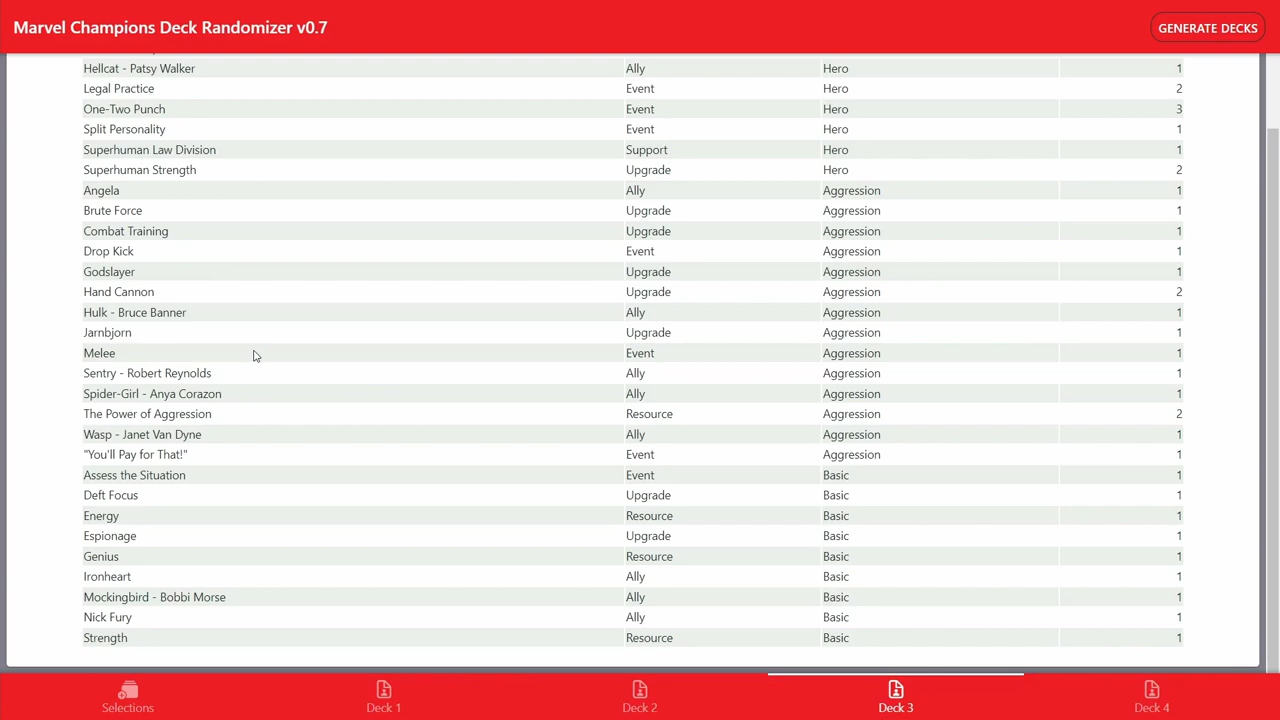 Marvel Champions Deck Randomizer v0.7 GENERATE DECKS
Hellcat - Patsy Walker Ally Hero 1
Legal Practice Event Hero 2
One-Two Punch Event Hero 3
Split Personality Event Hero 1
Superhuman Law Division Support Hero 1
Superhuman Strength Upgrade Hero 2
Angela Ally Aggression 1
Brute Force Upgrade Aggression 1
Combat Training Upgrade Aggression 1
Drop Kick Event Aggression 1
Godslayer Upgrade Aggression 1
Hand Cannon Upgrade Aggression 2
Hulk - Bruce Banner Ally Aggression 1
Jarnbjorn Upgrade Aggression 1
Melee Event Aggression 1
Sentry - Robert Reynolds Ally Aggression 1
Spider-Girl - Anya Corazon Ally Aggression 1
The Power of Aggression Resource Aggression 2
Wasp - Janet Van Dyne Ally Aggression 1
"You'll Pay for That!" Event Aggression 1
Assess the Situation Event Basic 1
Deft Focus Upgrade Basic 1
Energy Resource Basic 1
Espionage Upgrade Basic 1
Genius Resource Basic 1
Ironheart Ally Basic 1
Mockingbird - Bobbi Morse Ally Basic 1
Nick Fury Ally Basic 1
Strength Resource Basic 1
Selections Deck 1 Deck 2 Deck 3 Deck 4